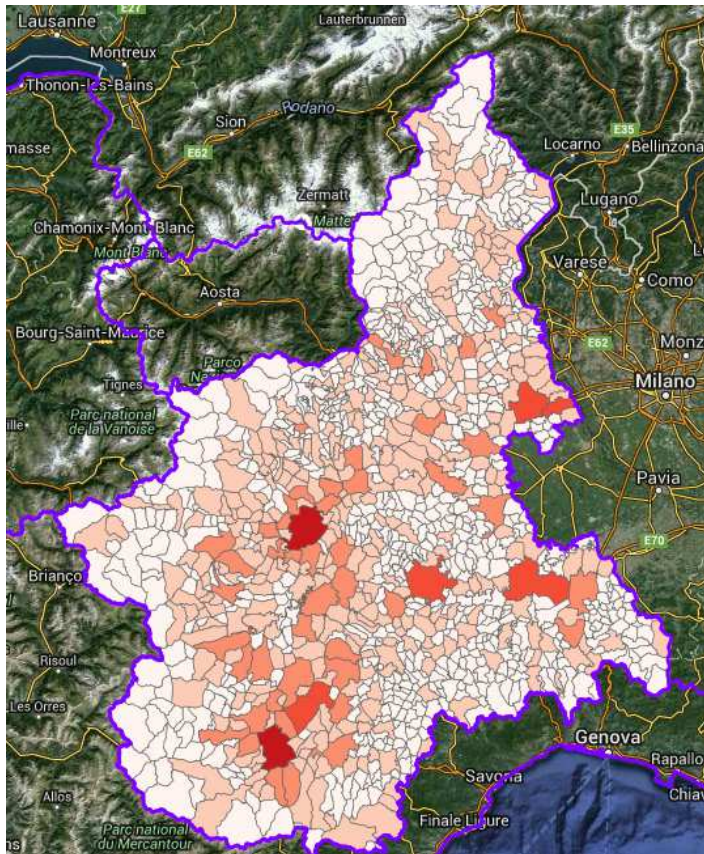 E27
Lausanne
Lauterbrunnen
Montreux
Thonon-les-Bains
Rodano
Sion
E62
E35
Locarno
Bellinzona
masse
Zermatt
Lugano
Matte
Chamonix-Mont-Blanc
Mont Blanc
Varese
Como
Aosta
Bourg-Saint-Maurice
E62
Monz
Parco
Tignes
Milano
Parc national
de la Vanoise
Pavia
E70
Brianço
Risoul
Les Orres
Genova
Rapallo
Savona
Allos
Chiav
Finale Ligure
Parc national
du Mercantour
ns